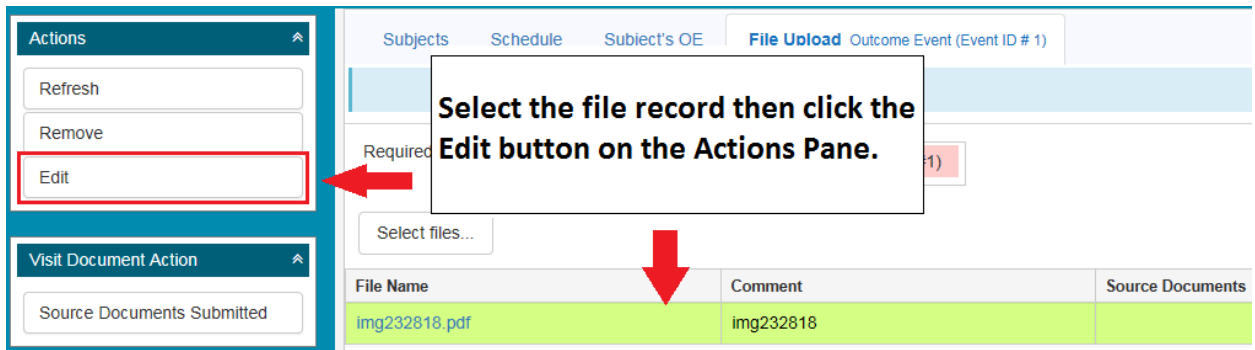 Actions
Refresh
Remove
Edit
Visit Document Action
Source Documents Submitted
Subjects Schedule Subject's OE File Upload Outcome Event (Event ID # 1)
Select the file record then click the
Edit button on the Actions Pane.
Required
#1)
Select files...
File Name Comment Source Documents
img232818.pdf img232818